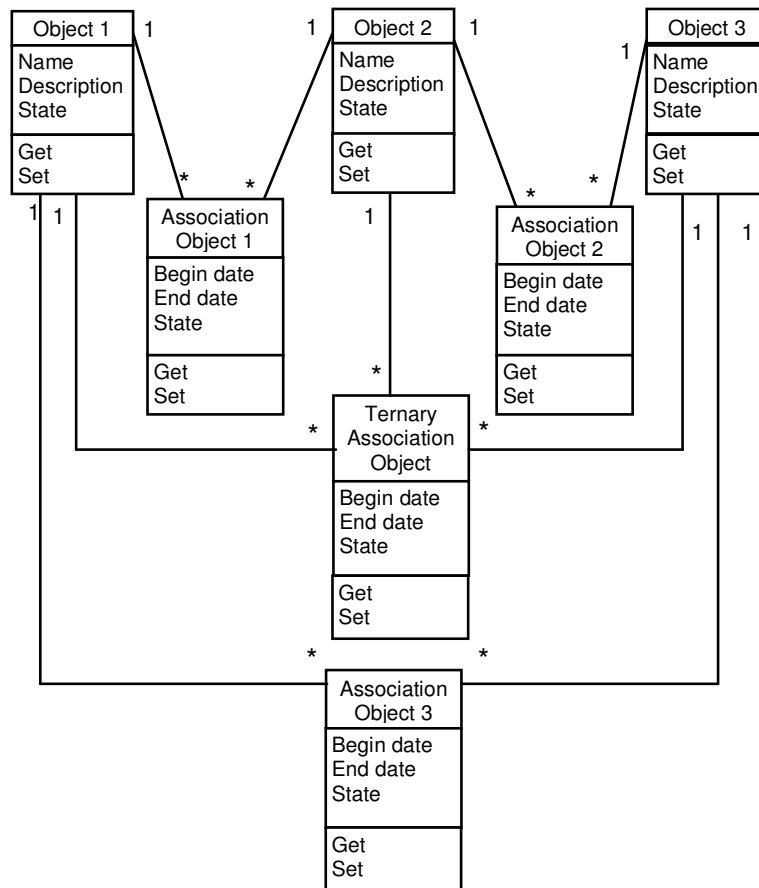 Object 1
1
Name
Description
State
Get
Set
1
Object 2
1
Name
Description
State
Get
Set
Object 3
1
Name
Description
State
Get
Set
*
*
*
*
1
1
1
1
1
Association
Object 1
Begin date
End date
State
Get
Set
Association
Object 2
Begin date
End date
State
Get
Set
*
*
*
Ternary
Association
Object
Begin date
End date
State
Get
Set
*
*
Association
Object 3
Begin date
End date
State
Get
Set